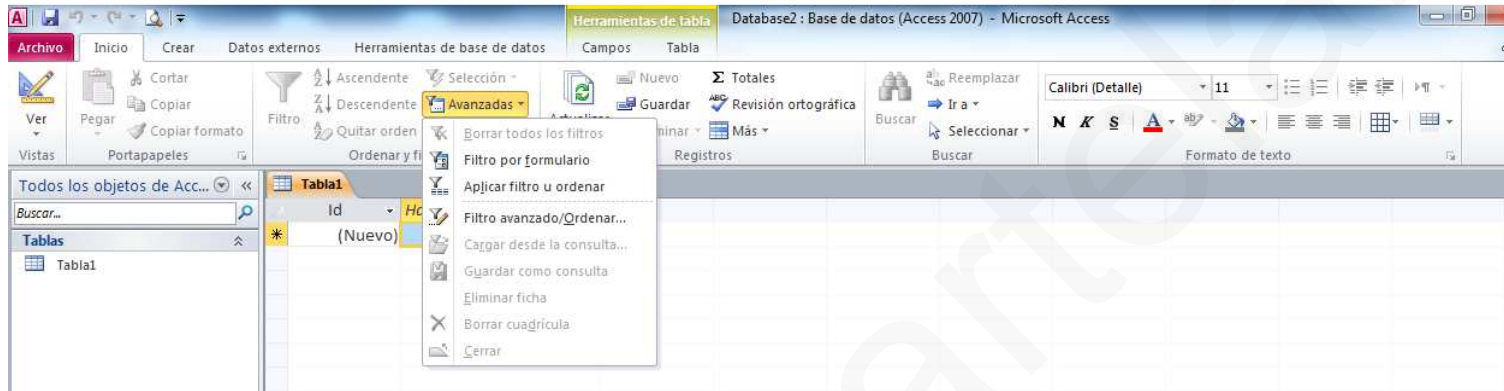 Herramientas de tabla Database2 : Base de datos (Access 2007) - Microsoft Access
Archivo Inicio Crear Datos externos Herramientas de base de datos Campos Tabla
Cortar Ascendente Selección Nuevo Totales Reemplazar
Calibri (Detalle) 11
Copiar Descendente Avanzadas Guardar Revisión ortográfica Ir a
Ver Pegar Copiar formato Filtro Quitar orden Más Buscar Seleccionar
N K S A
Vistas Portapapeles Ordenar y fi Registros Buscar Formato de texto
Borrar todos los filtros
Filtro por formulario
Aplicar filtro u ordenar
Filtro avanzado/Ordenar...
Cargar desde la consulta...
Guardar como consulta
Eliminar ficha
Borrar cuadrícula
Cerrar
Todos los objetos de Acc... Tabla1
Buscar... Id
Tablas (Nuevo)
Tabla1